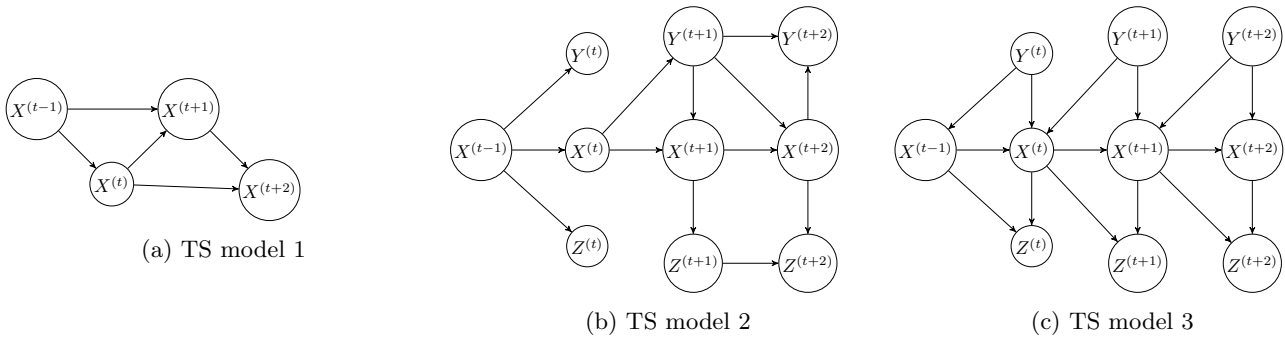 X^{(t−1)} X^{(t+1)}
X^{(t)} X^{(t+2)}
(a) TS model 1
Y^{(t)} Y^{(t+1)} Y^{(t+2)}
X^{(t−1)} X^{(t)} X^{(t+1)} X^{(t+2)}
Z^{(t)} Z^{(t+1)} Z^{(t+2)}
(b) TS model 2
Y^{(t)} Y^{(t+1)} Y^{(t+2)}
X^{(t−1)} X^{(t)} X^{(t+1)} X^{(t+2)}
Z^{(t)} Z^{(t+1)} Z^{(t+2)}
(c) TS model 3